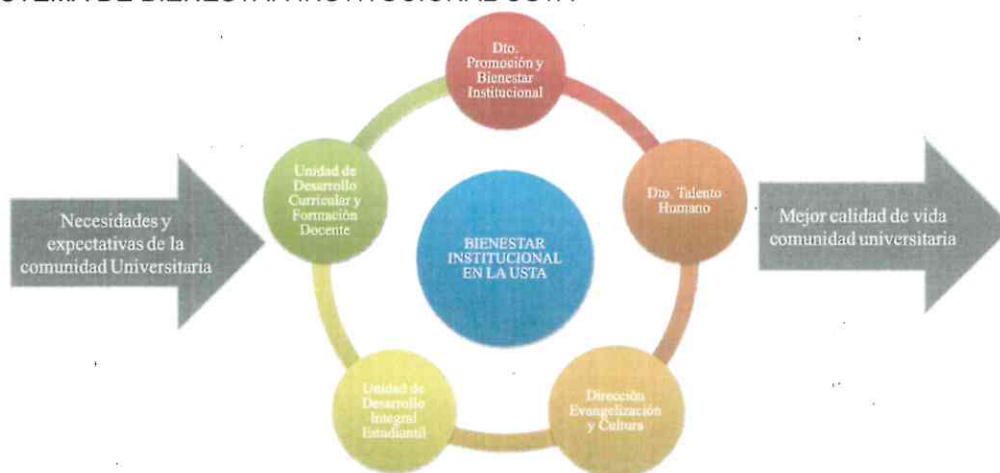 Dto.
Promoción y
Bienestar
Institucional
Unidad de
Desarrollo
Curricular y
Formación
Docente
Dto. Talento
Humano
Necesidades y
expectativas de la
comunidad Universitaria
BIENESTAR
INSTITUCIONAL
EN LA USTA
Mejor calidad de vida
comunidad universitaria
Unidad de
Desarrollo
Integral
Estudiantil
Dirección
Evangelización
y Cultura